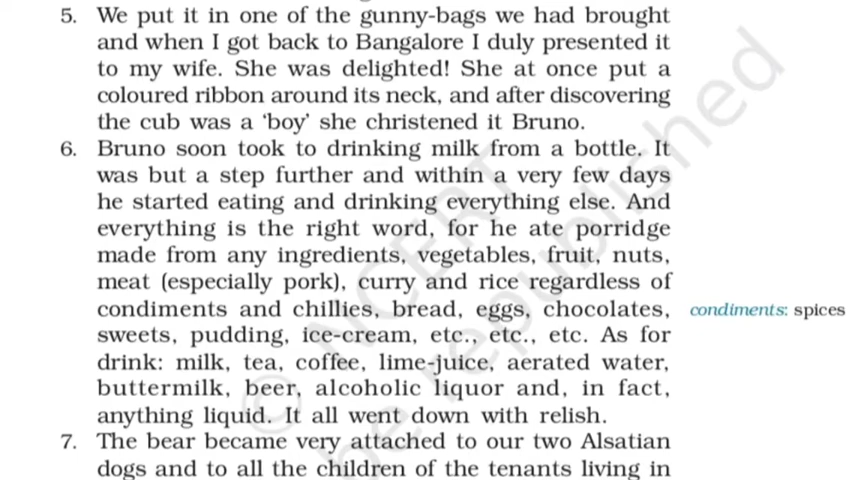 5. We put it in one of the gunny-bags we had brought
and when I got back to Bangalore I duly presented it
to my wife. She was delighted! She at once put a
coloured ribbon around its neck, and after discovering
the cub was a ‘boy’ she christened it Bruno.
6. Bruno soon took to drinking milk from a bottle. It
was but a step further and within a very few days
he started eating and drinking everything else. And
everything is the right word, for he ate porridge
made from any ingredients, vegetables, fruit, nuts,
meat (especially pork), curry and rice regardless of
condiments and chillies, bread, eggs, chocolates,
condiments: spices
sweets, pudding, ice-cream, etc., etc., etc. As for
drink: milk, tea, coffee, lime-juice, aerated water,
buttermilk, beer, alcoholic liquor and, in fact,
anything liquid. It all went down with relish.
7. The bear became very attached to our two Alsatian
dogs and to all the children of the tenants living in
© NCERT
be republished